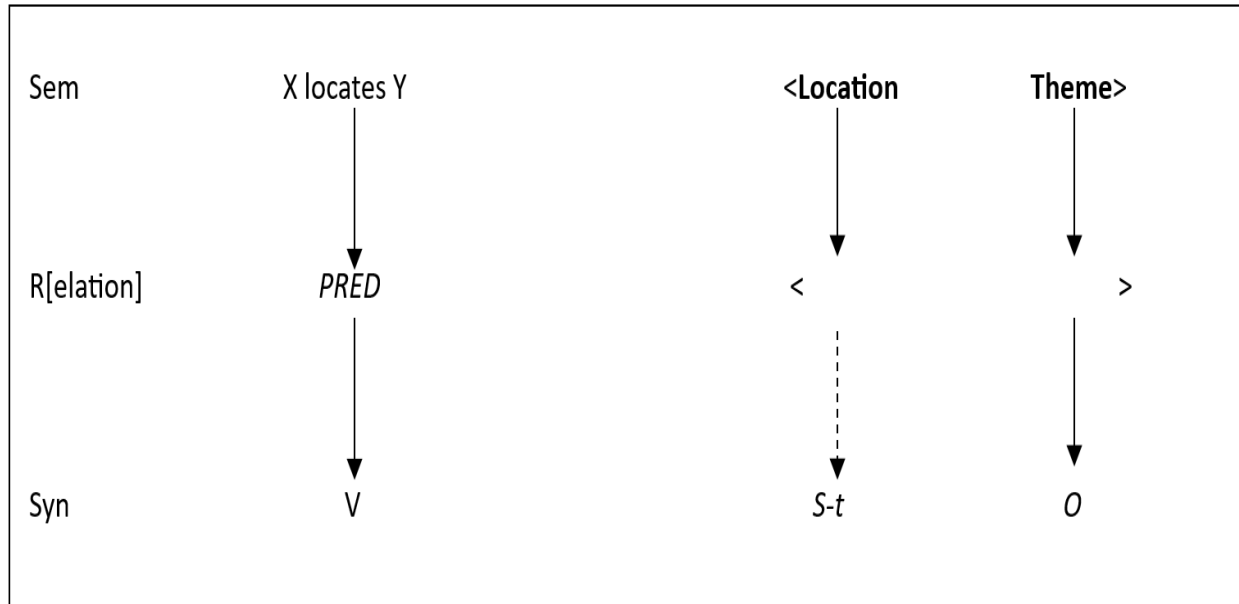 Sem X locates Y <Location Theme>
R[elation] PRED < >
Syn V S-t O